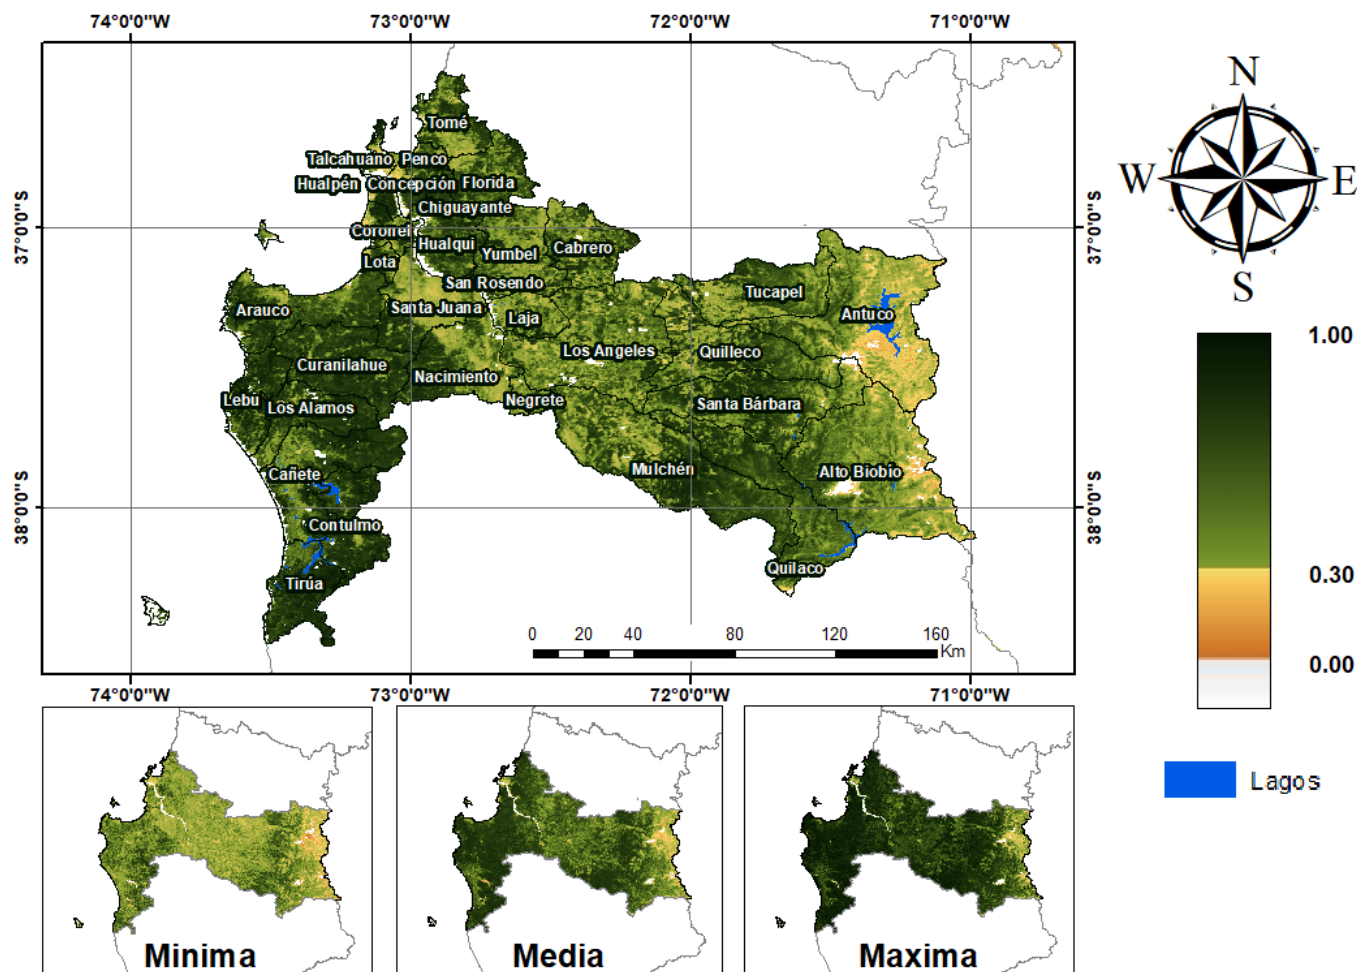 74°0'0"W 73°0'0"W 72°0'0"W 71°0'0"W
N
W E
S
37°0'0"S
37°0'0"S
38°0'0"S
38°0'0"S
Tomé
Talcahuano Penco
Hualpén Concepción Florida
Chiguayante
Coronel
Hualqui
Yumbel
Cabrero
Lota
San Rosendo
Tucapel
Santa Juana
Arauco
Laja
Antuco
Los Angeles
Quilleco
Curanilahue
Nacimiento
Lebu
Los Alamos
Negrete
Santa Bárbara
Cañete
Mulchén
Alto Biobio
Contulmo
Quilaco
Tirúa
0 20 40 80 120 160
Km
74°0'0"W 73°0'0"W 72°0'0"W 71°0'0"W
1.00
0.30
0.00
Lagos
Minima
Media
Maxima